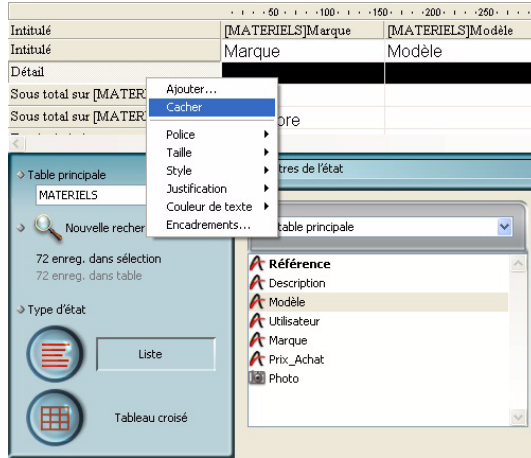 50 100 150 200 250
Intitulé [MATERIELS]Marque [MATERIELS]Modèle
Intitulé Marque Modèle
Détail
Sous total sur [MATER
Sous total sur [MATER bre
Ajouter...
Cacher
Police
Taille
Style
Justification
Couleur de texte
Encadrements...
Table principale
MATERIELS
Nouvelle recher
72 enreg. dans sélection
72 enreg. dans table
Type d'état
Liste
Tableau croisé
tres de l'état
table principale
Référence
Description
Modèle
Utilisateur
Marque
Prix_Achat
Photo